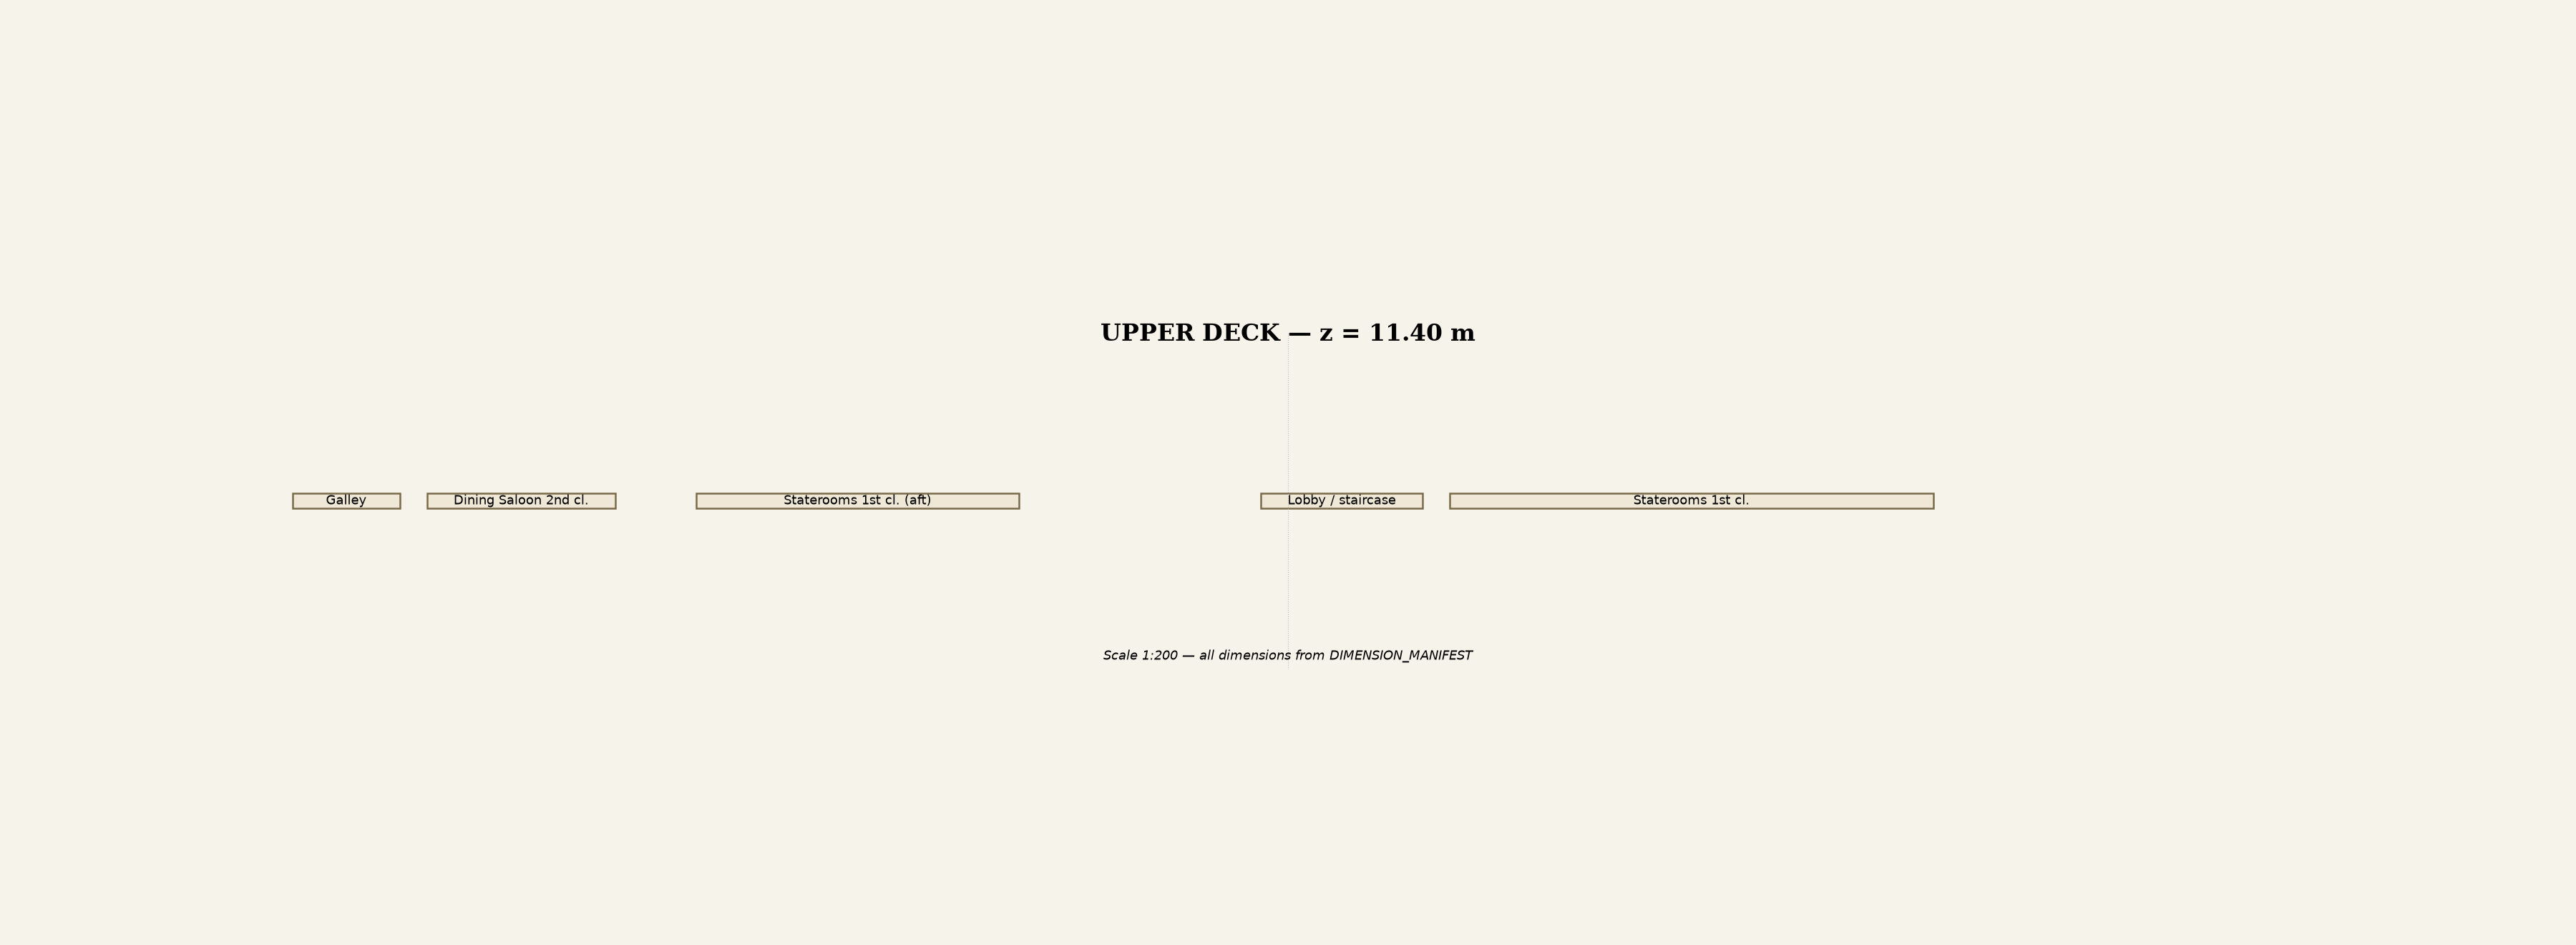 UPPER DECK — z = 11.40 m
Galley
Dining Saloon 2nd cl.
Staterooms 1st cl. (aft)
Lobby / staircase
Staterooms 1st cl.
Scale 1:200 — all dimensions from DIMENSION_MANIFEST